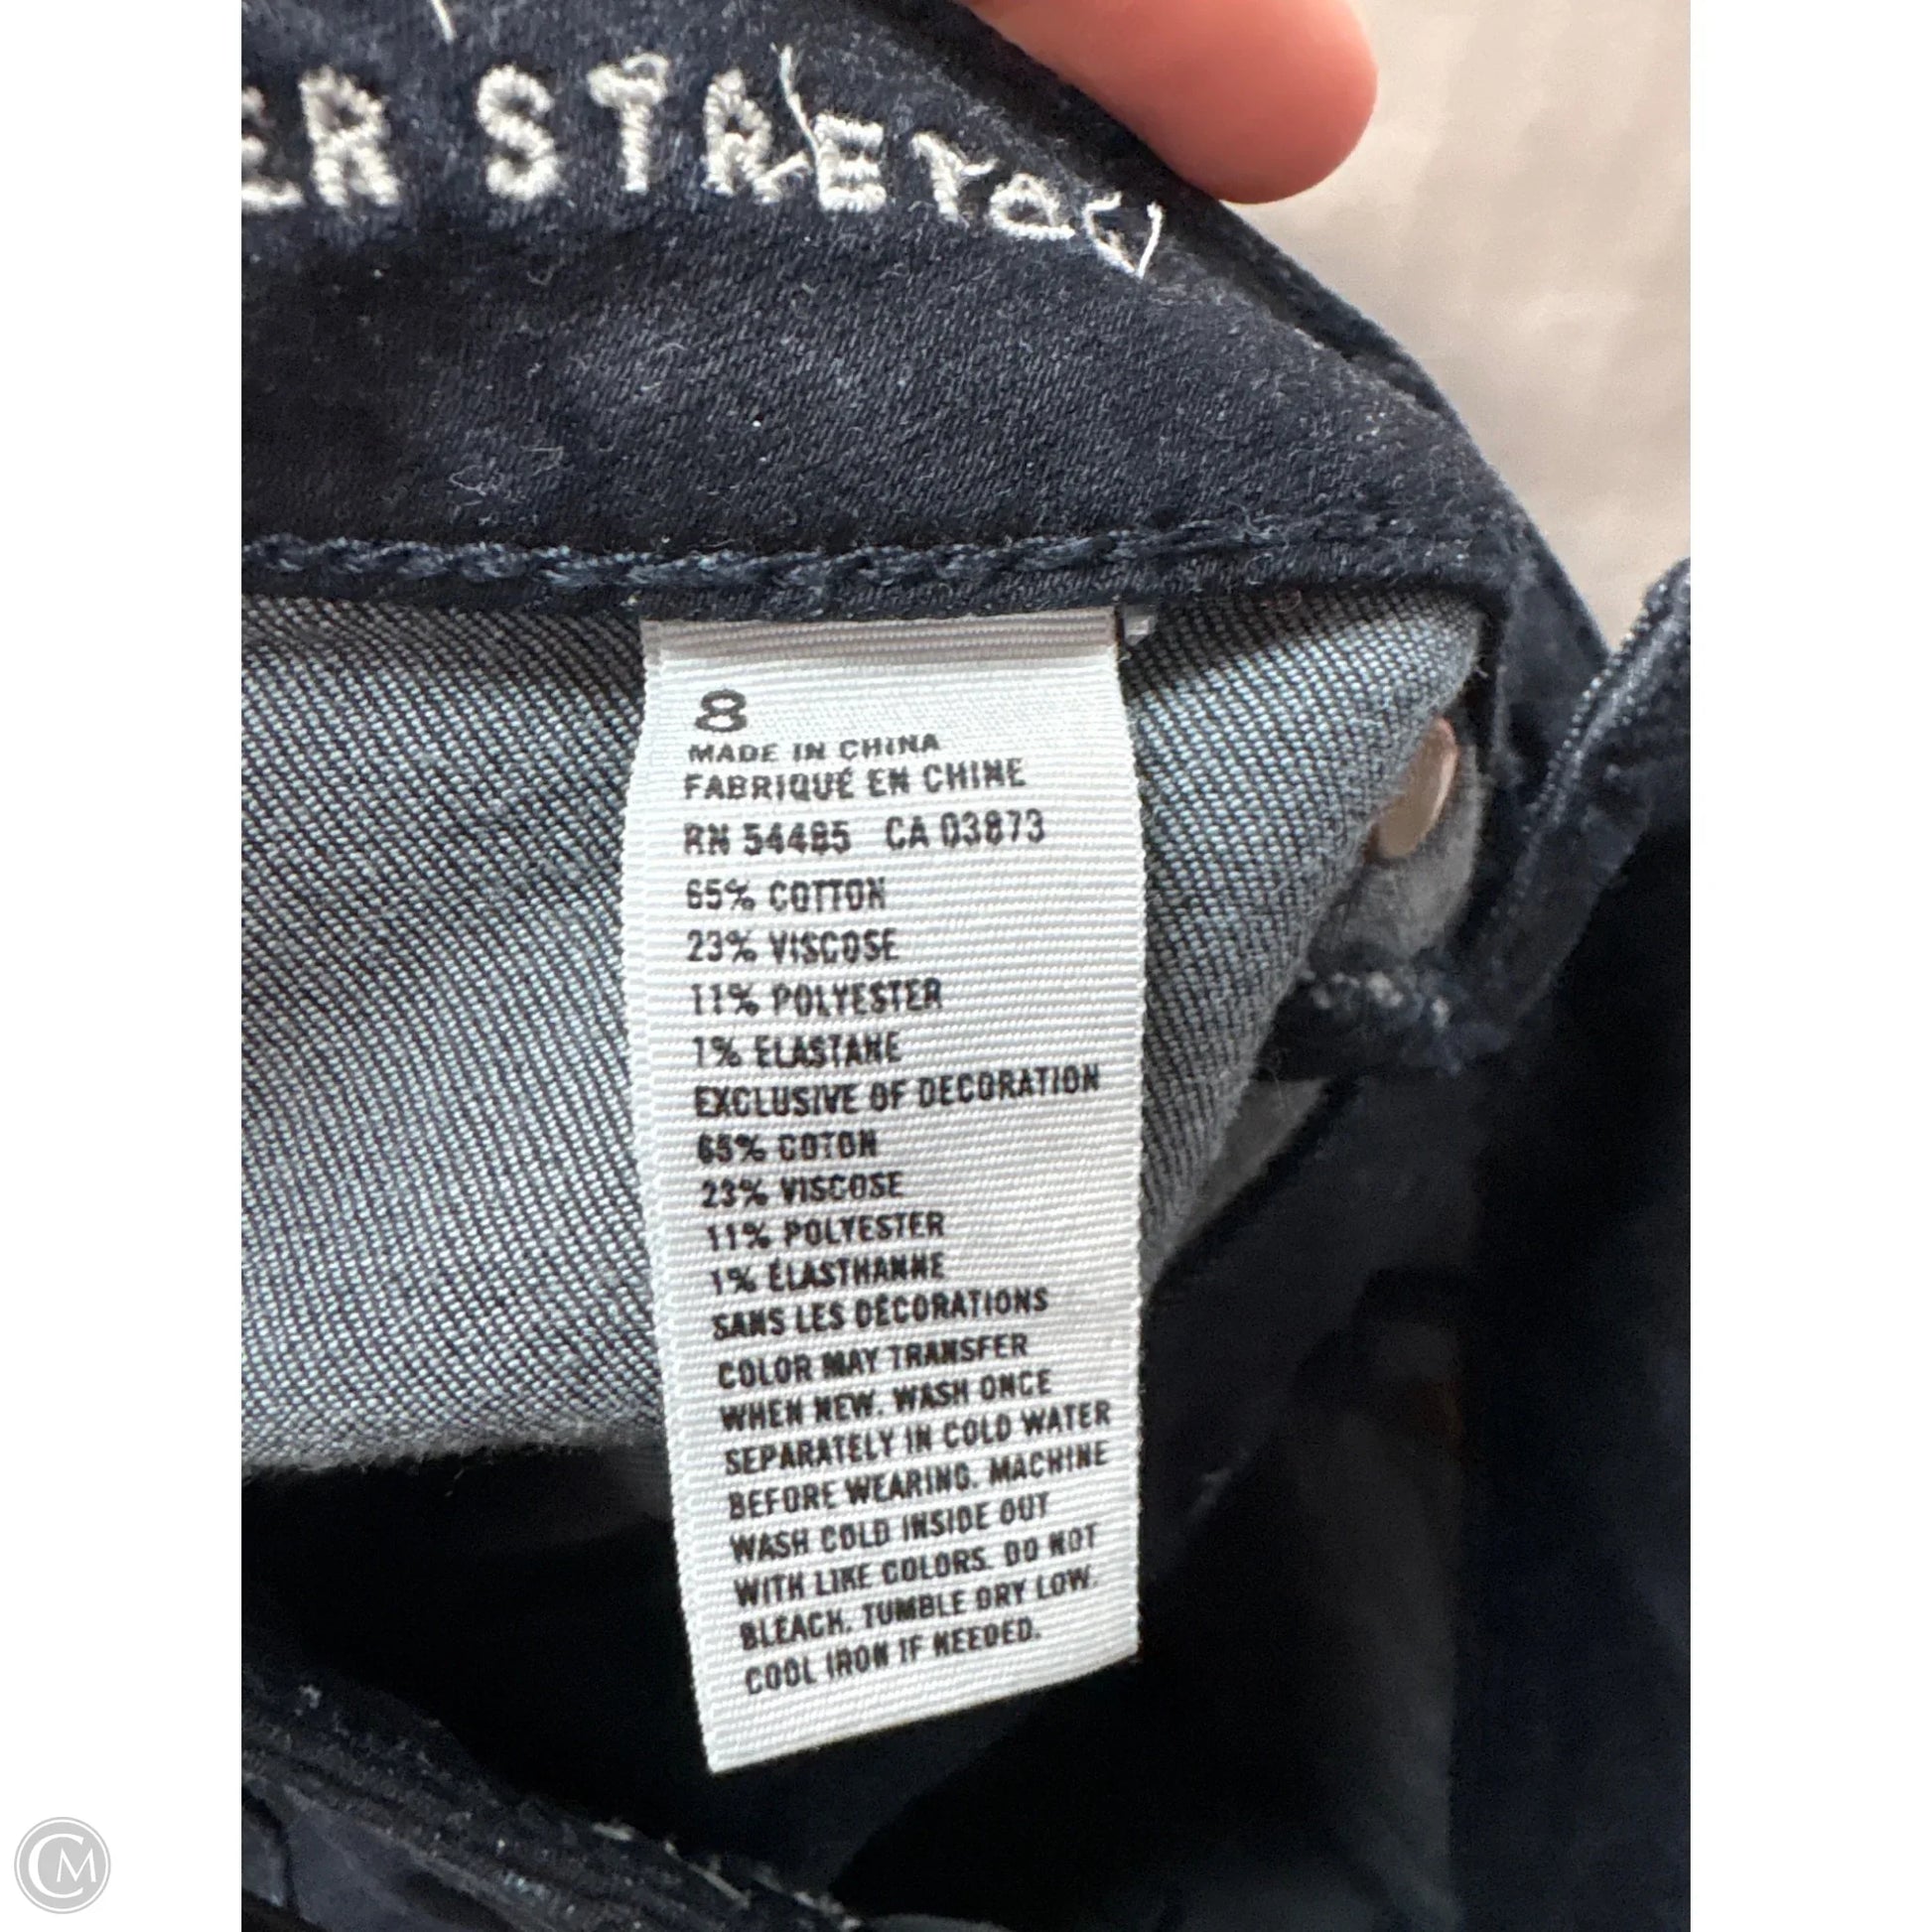 ER STRETCH
8
MADE IN CHINA
FABRIQUÉ EN CHINE
RN 54485 CA 03873
65% COTTON
23% VISCOSE
11% POLYESTER
1% ELASTANE
EXCLUSIVE OF DECORATION
65% COTON
23% VISCOSE
11% POLYESTER
1% ÉLASTHANNE
SANS LES DÉCORATIONS
COLOR MAY TRANSFER
WHEN NEW. WASH ONCE
SEPARATELY IN COLD WATER
BEFORE WEARING. MACHINE
WASH COLD INSIDE OUT
WITH LIKE COLORS. DO NOT
BLEACH. TUMBLE DRY LOW.
COOL IRON IF NEEDED.
CM